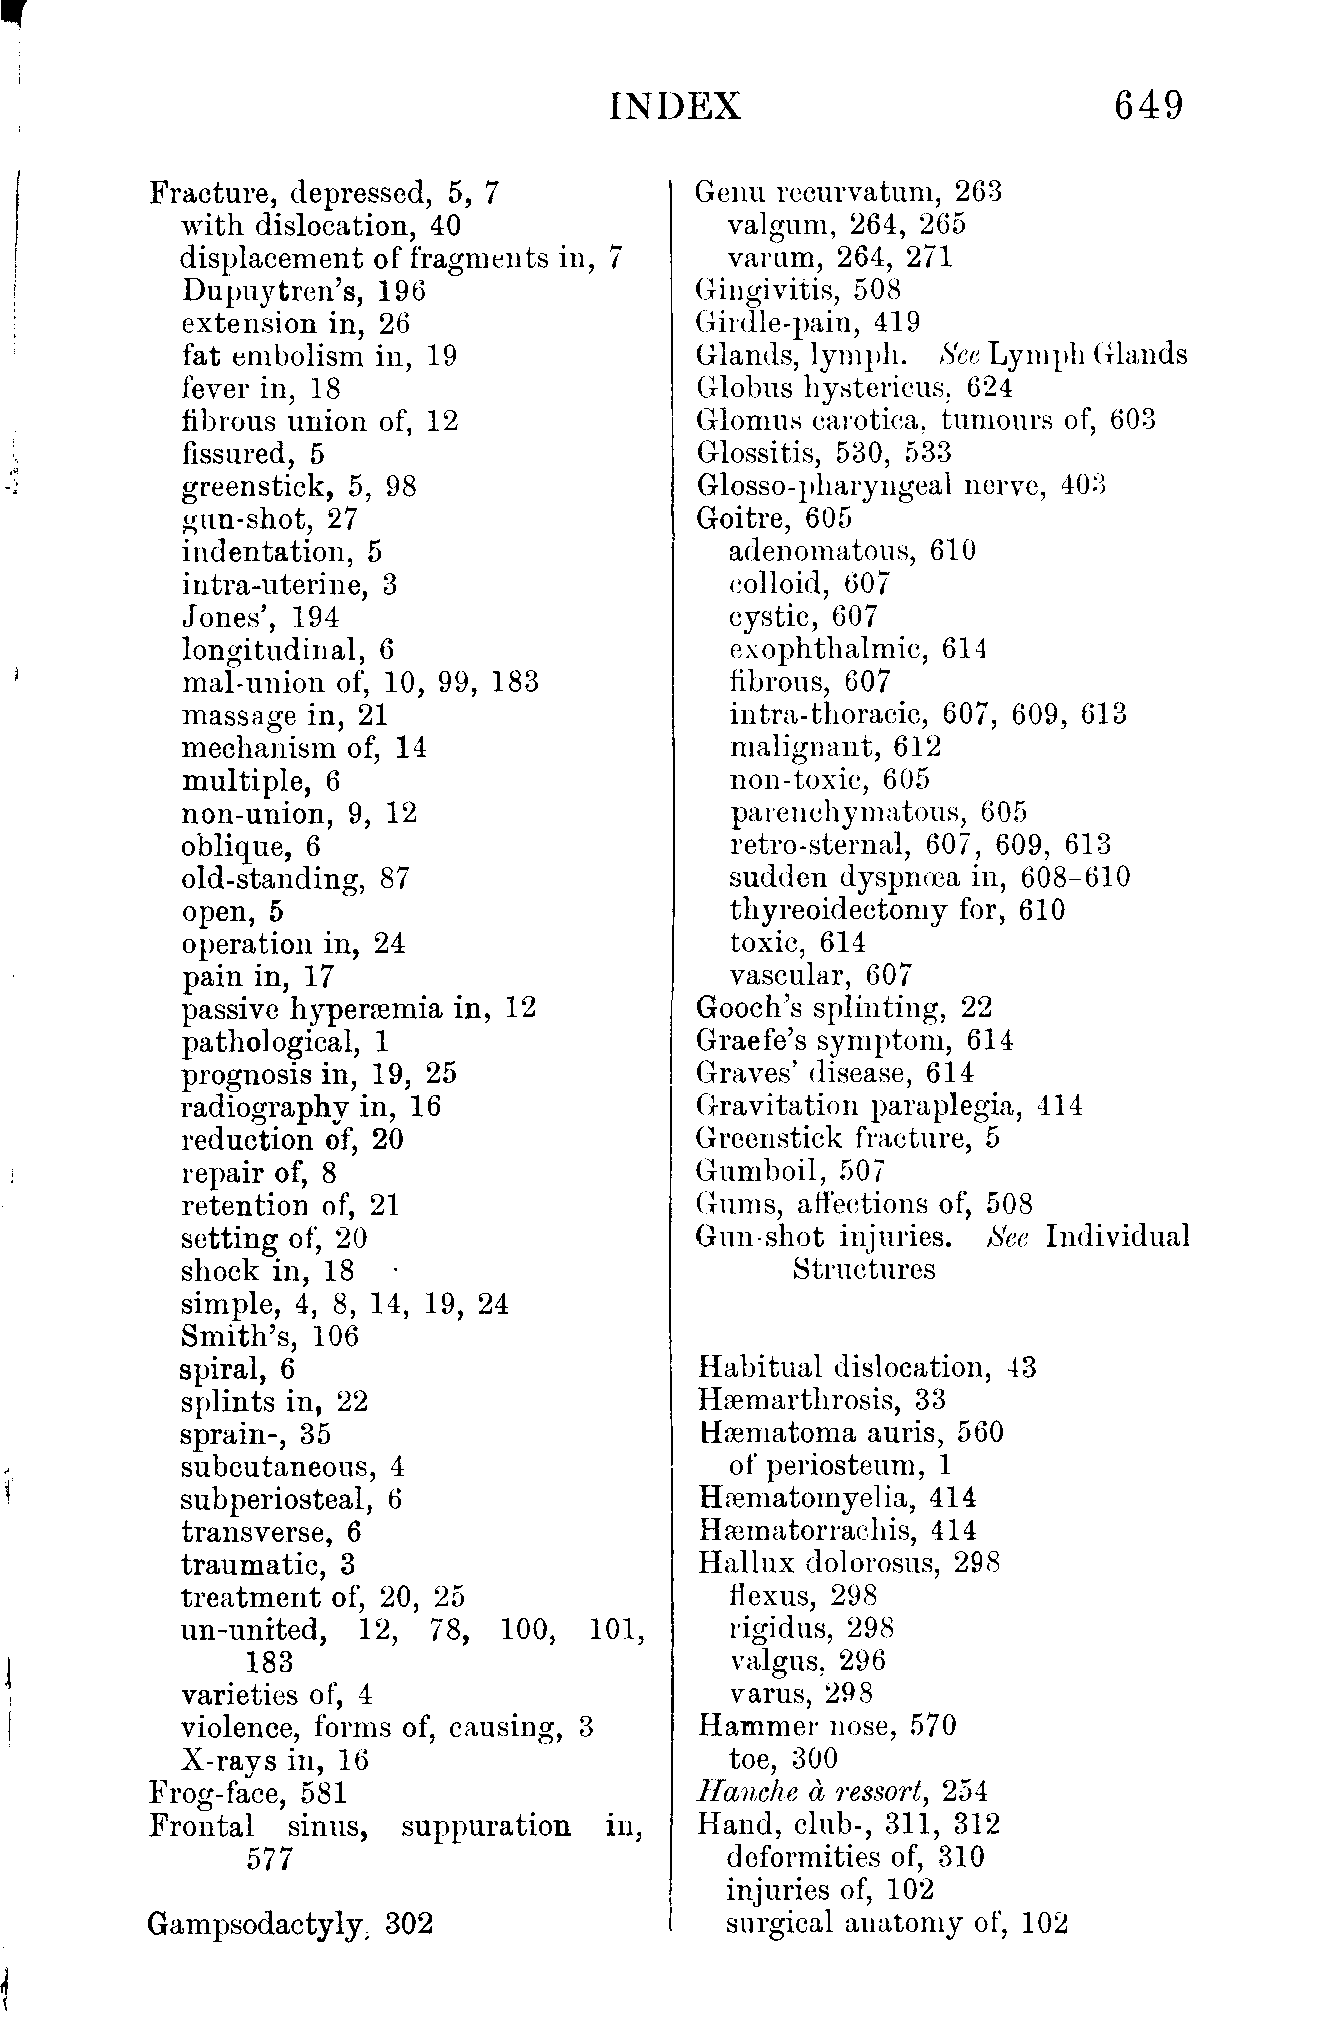 INDEX 649
Fracture, depressed, 5, 7
with dislocation, 40
displacement of fragments in, 7
Dupuytren's, 196
extension in, 26
fat embolism in, 19
fever in, 18
fibrous union of, 12
fissured, 5
greenstick, 5, 98
gun-shot, 27
indentation, 5
intra-uterine, 3
Jones', 194
longitudinal, 6
mal-union of, 10, 99, 183
massage in, 21
mechanism of, 14
multiple, 6
non-union, 9, 12
oblique, 6
old-standing, 87
open, 5
operation in, 24
pain in, 17
passive hyperæmia in, 12
pathological, 1
prognosis in, 19, 25
radiography in, 16
reduction of, 20
repair of, 8
retention of, 21
setting of, 20
shock in, 18
simple, 4, 8, 14, 19, 24
Smith's, 106
spiral, 6
splints in, 22
sprain-, 35
subcutaneous, 4
subperiosteal, 6
transverse, 6
traumatic, 3
treatment of, 20, 25
un-united, 12, 78, 100, 101,
183
varieties of, 4
violence, forms of, causing, 3
X-rays in, 16
Frog-face, 581
Frontal sinus, suppuration in,
577
Gampsodactyly, 302
Genu recurvatum, 263
valgum, 264, 265
varum, 264, 271
Gingivitis, 508
Girdle-pain, 419
Glands, lymph. See Lymph Glands
Globus hystericus, 624
Glomus carotica, tumours of, 603
Glossitis, 530, 533
Glosso-pharyngeal nerve, 403
Goitre, 605
adenomatous, 610
colloid, 607
cystic, 607
exophthalmic, 614
fibrous, 607
intra-thoracic, 607, 609, 613
malignant, 612
non-toxic, 605
parenchymatous, 605
retro-sternal, 607, 609, 613
sudden dyspnœa in, 608–610
thyreoidectomy for, 610
toxic, 614
vascular, 607
Gooch's splinting, 22
Graefe's symptom, 614
Graves' disease, 614
Gravitation paraplegia, 414
Greenstick fracture, 5
Gumboil, 507
Gums, affections of, 508
Gun-shot injuries. See Individual
Structures
Habitual dislocation, 43
Hæmarthrosis, 33
Hæmatoma auris, 560
of periosteum, 1
Hæmatomyelia, 414
Hæmatorrachis, 414
Hallux dolorosus, 298
flexus, 298
rigidus, 298
valgus, 296
varus, 298
Hammer nose, 570
toe, 300
Hanche à ressort, 254
Hand, club-, 311, 312
deformities of, 310
injuries of, 102
surgical anatomy of, 102